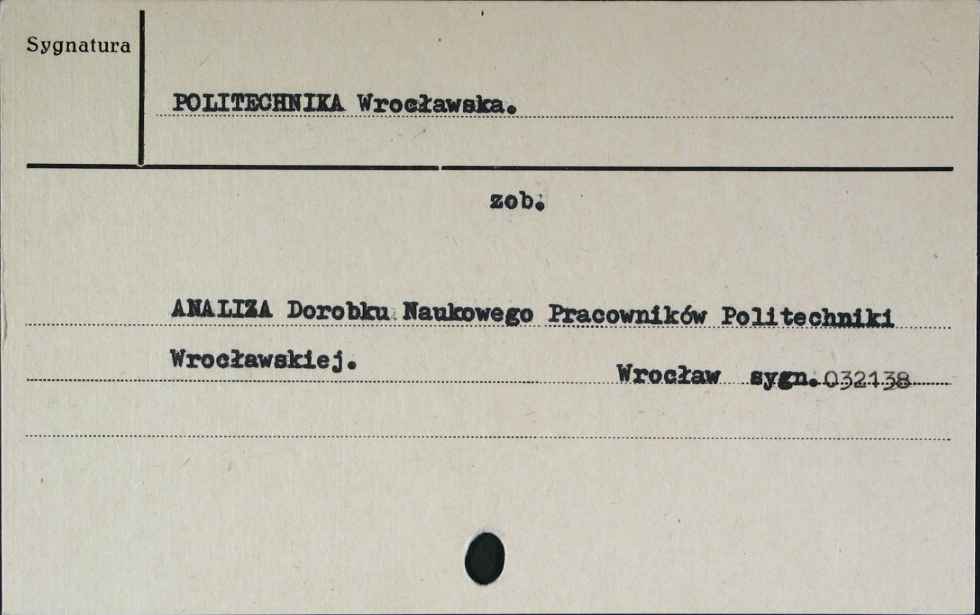 Sygnatura
POLITECHNIKA Wrocławska.
zob.
ANALIZA Dorobku Naukowego Pracowników Politechniki
Wrocławskiej.
Wrocław sygn. 032138